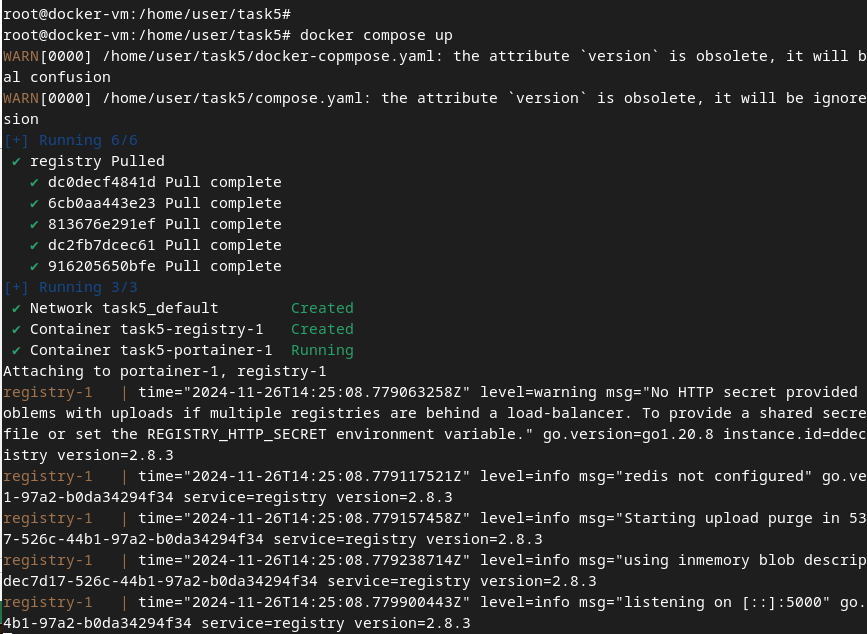 root@docker-vm:/home/user/task5#
root@docker-vm:/home/user/task5# docker compose up
WARN[0000] /home/user/task5/docker-copmpose.yaml: the attribute `version` is obsolete, it will b
al confusion
WARN[0000] /home/user/task5/compose.yaml: the attribute `version` is obsolete, it will be ignore
sion
[+] Running 6/6
✔ registry Pulled
✔ dc0decf4841d Pull complete
✔ 6cb0aa443e23 Pull complete
✔ 813676e291ef Pull complete
✔ dc2fb7dcec61 Pull complete
✔ 916205650bfe Pull complete
[+] Running 3/3
✔ Network task5_default Created
✔ Container task5-registry-1 Created
✔ Container task5-portainer-1 Running
Attaching to portainer-1, registry-1
registry-1 | time="2024-11-26T14:25:08.779063258Z" level=warning msg="No HTTP secret provided
oblems with uploads if multiple registries are behind a load-balancer. To provide a shared secre
file or set the REGISTRY_HTTP_SECRET environment variable." go.version=go1.20.8 instance.id=ddec
istry version=2.8.3
registry-1 | time="2024-11-26T14:25:08.779117521Z" level=info msg="redis not configured" go.ve
1-97a2-b0da34294f34 service=registry version=2.8.3
registry-1 | time="2024-11-26T14:25:08.779157458Z" level=info msg="Starting upload purge in 53
7-526c-44b1-97a2-b0da34294f34 service=registry version=2.8.3
registry-1 | time="2024-11-26T14:25:08.779238714Z" level=info msg="using inmemory blob descrip
dec7d17-526c-44b1-97a2-b0da34294f34 service=registry version=2.8.3
registry-1 | time="2024-11-26T14:25:08.779900443Z" level=info msg="listening on [::]:5000" go.
4b1-97a2-b0da34294f34 service=registry version=2.8.3